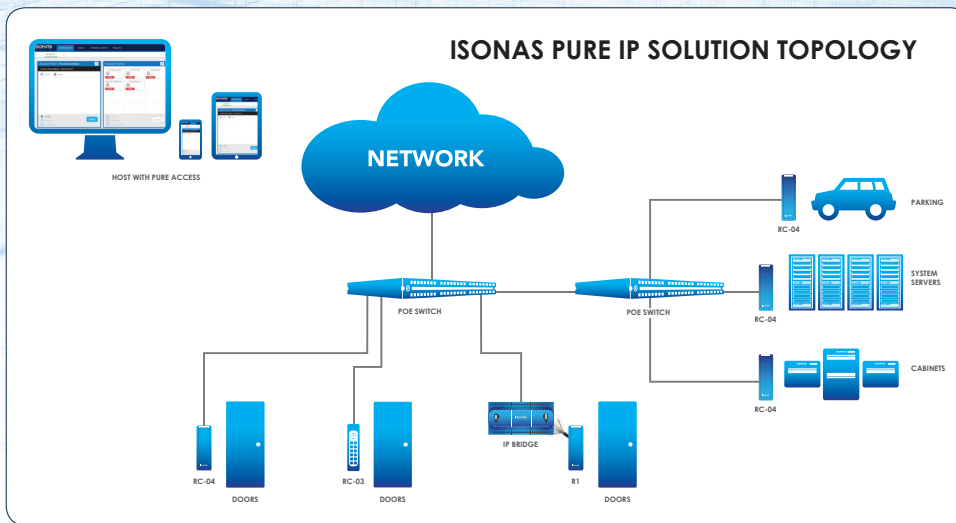 ISONAS PURE IP SOLUTION TOPOLOGY
HOST WITH PURE ACCESS
NETWORK
POE SWITCH
POE SWITCH
RC-04
PARKING
RC-04
SYSTEM
SERVERS
RC-04
CABINETS
RC-04
DOORS
RC-03
DOORS
IP BRIDGE
R1
DOORS